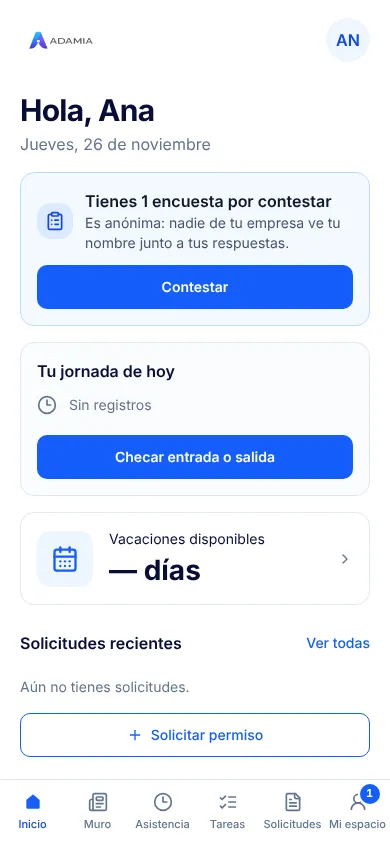 ADAMIA
AN
Hola, Ana
Jueves, 26 de noviembre
Tienes 1 encuesta por contestar
Es anónima: nadie de tu empresa ve tu
nombre junto a tus respuestas.
Contestar
Tu jornada de hoy
Sin registros
Checar entrada o salida
Vacaciones disponibles
— días
Solicitudes recientes
Ver todas
Aún no tienes solicitudes.
+ Solicitar permiso
1
Inicio
Muro
Asistencia
Tareas
Solicitudes
Mi espacio